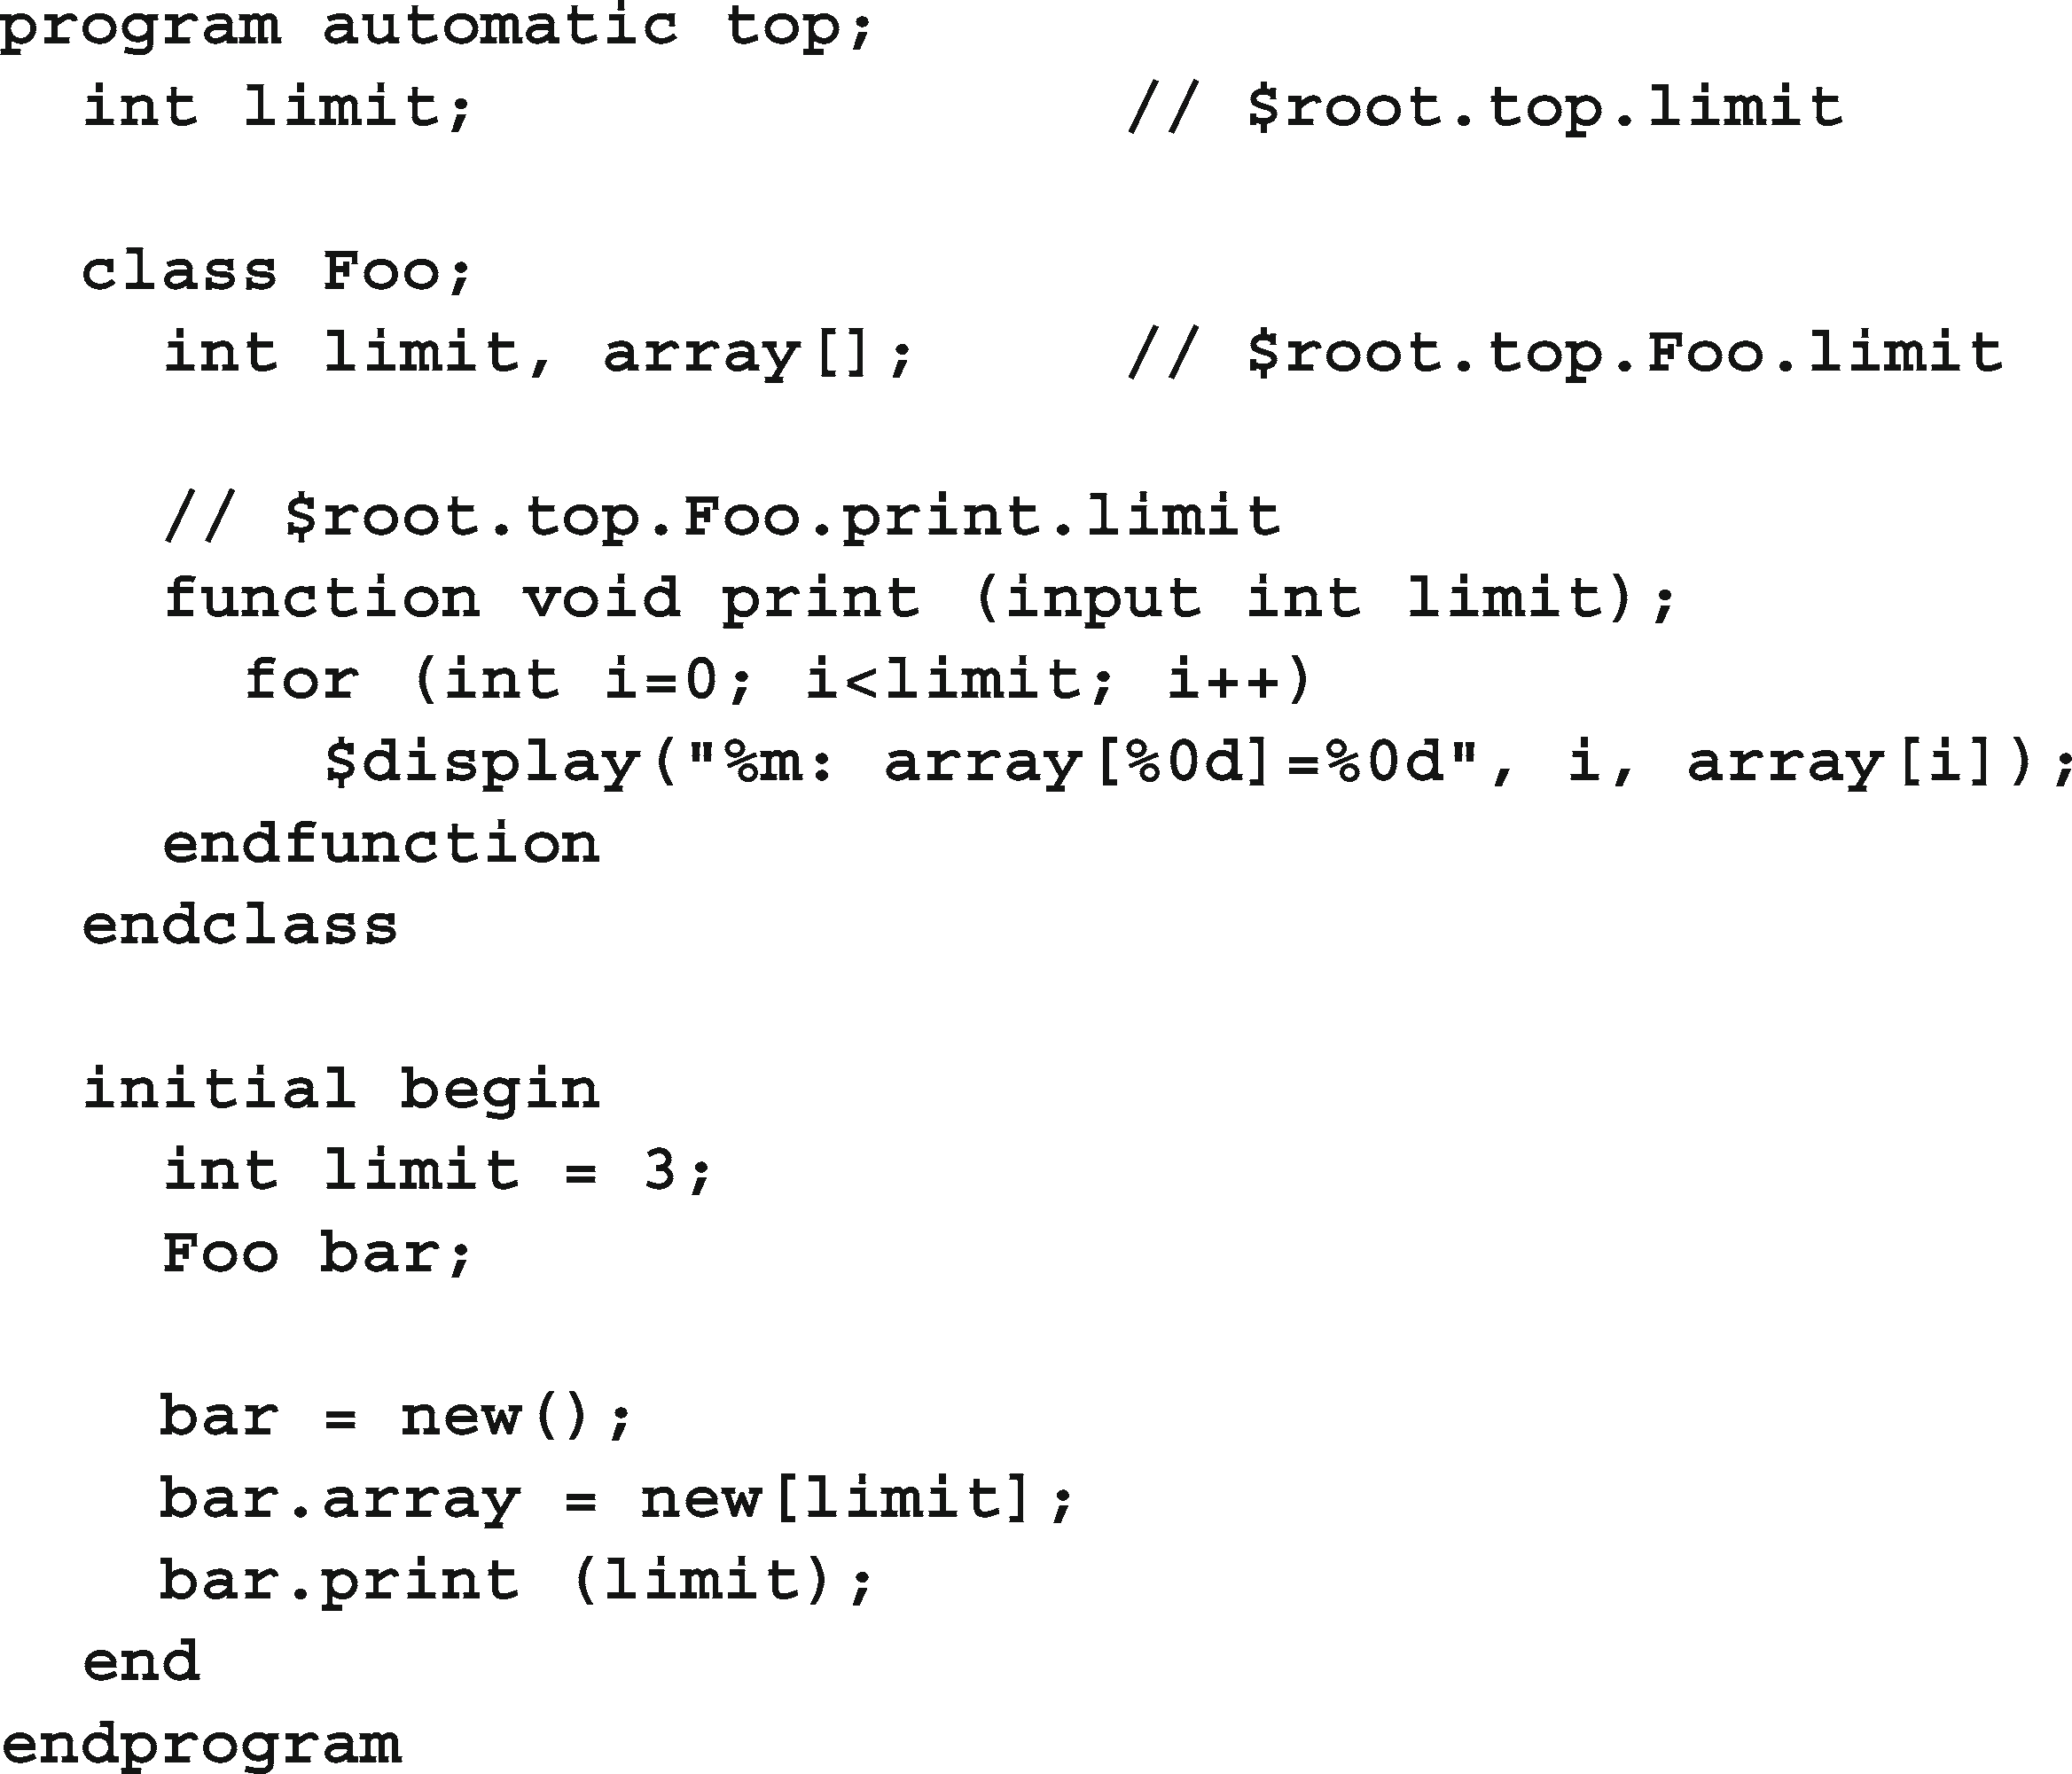 program automatic top;
int limit; // $root.top.limit
class Foo;
int limit, array[]; // $root.top.Foo.limit
// $root.top.Foo.print.limit
function void print (input int limit);
for (int i=0; i<limit; i++)
$display("%m: array[%0d]=%0d", i, array[i]);
endfunction
endclass
initial begin
int limit = 3;
Foo bar;
bar = new();
bar.array = new[limit];
bar.print (limit);
end
endprogram